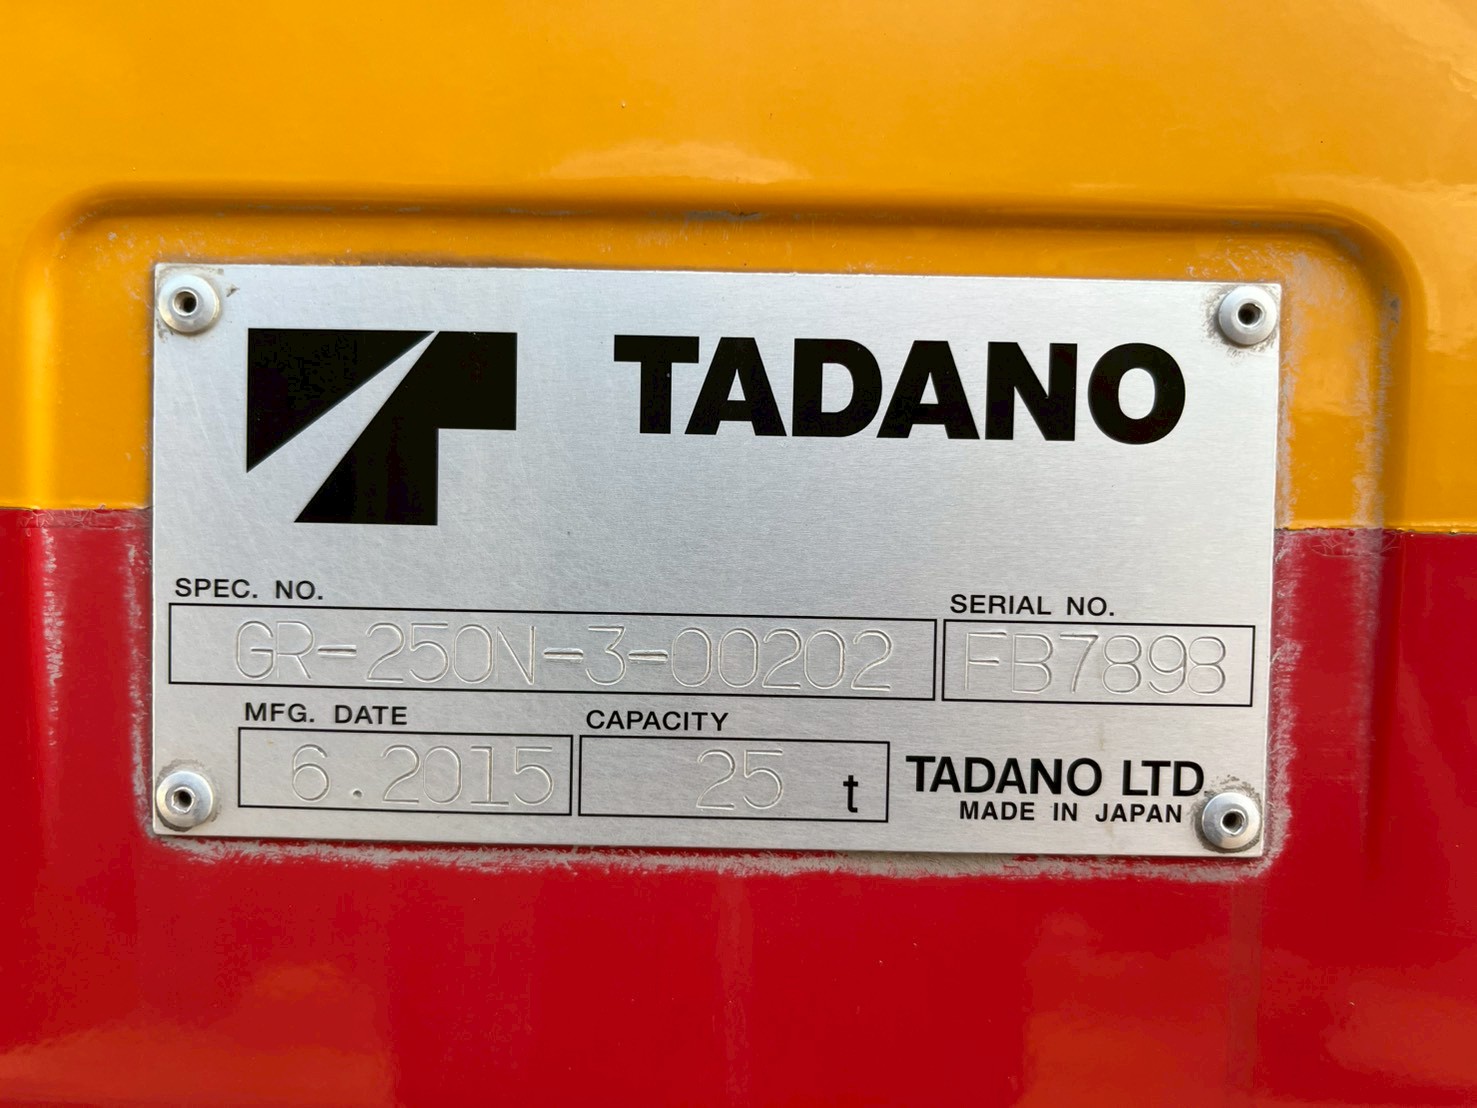 TADANO
SPEC. NO.
GR-250N-3-00202
SERIAL NO.
FB7898
MFG. DATE
6.2015
CAPACITY
25 t
TADANO LTD.
MADE IN JAPAN